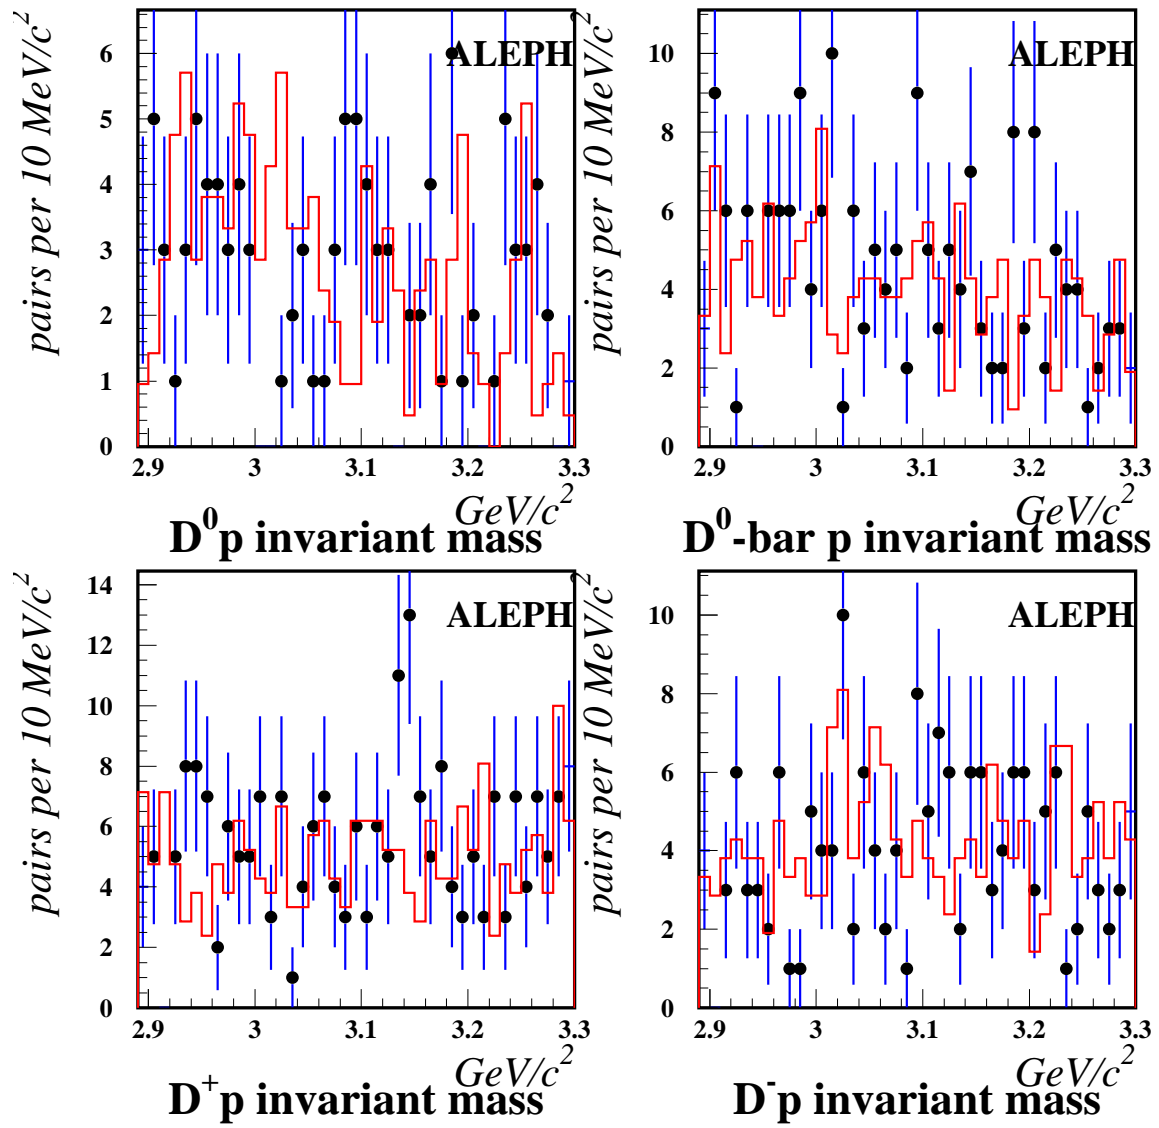 pairs per 10 MeV/c²
ALEPH
6
5
4
3
2
1
0
2.9 3 3.1 3.2 3.3
GeV/c²
D⁰p invariant mass
pairs per 10 MeV/c²
ALEPH
10
8
6
4
2
0
2.9 3 3.1 3.2 3.3
GeV/c²
D⁰-bar p invariant mass
pairs per 10 MeV/c²
ALEPH
14
12
10
8
6
4
2
0
2.9 3 3.1 3.2 3.3
GeV/c²
D⁺p invariant mass
pairs per 10 MeV/c²
ALEPH
10
8
6
4
2
0
2.9 3 3.1 3.2 3.3
GeV/c²
D⁻p invariant mass